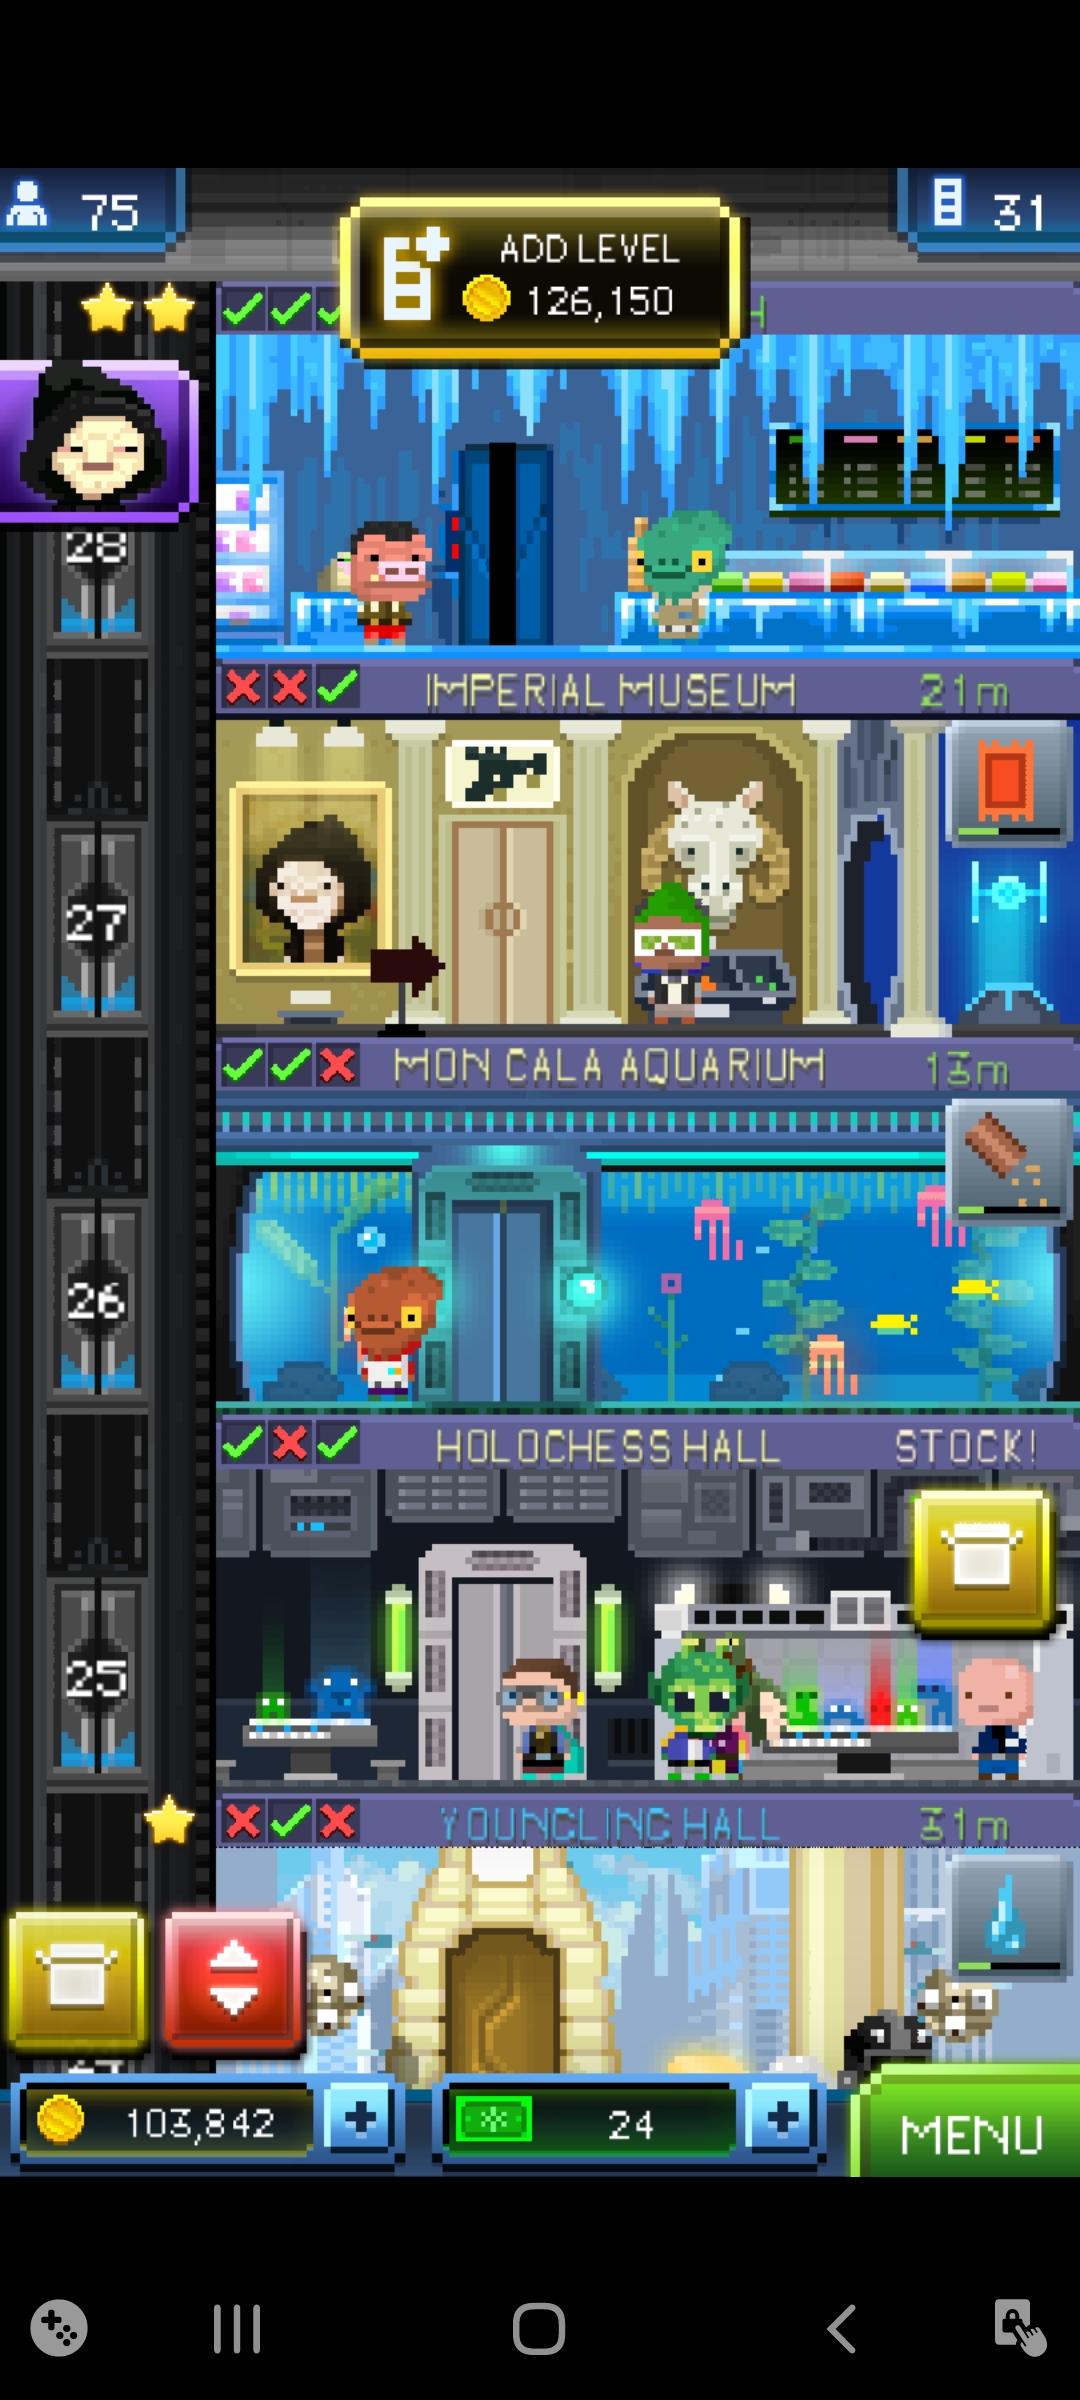 75
31
ADD LEVEL
126,150
28
IMPERIAL MUSEUM 21m
27
MON CALA AQUARIUM 13m
26
HOLOCHESS HALL STOCK!
25
YOUNGLING HALL 31m
103,842
24
MENU